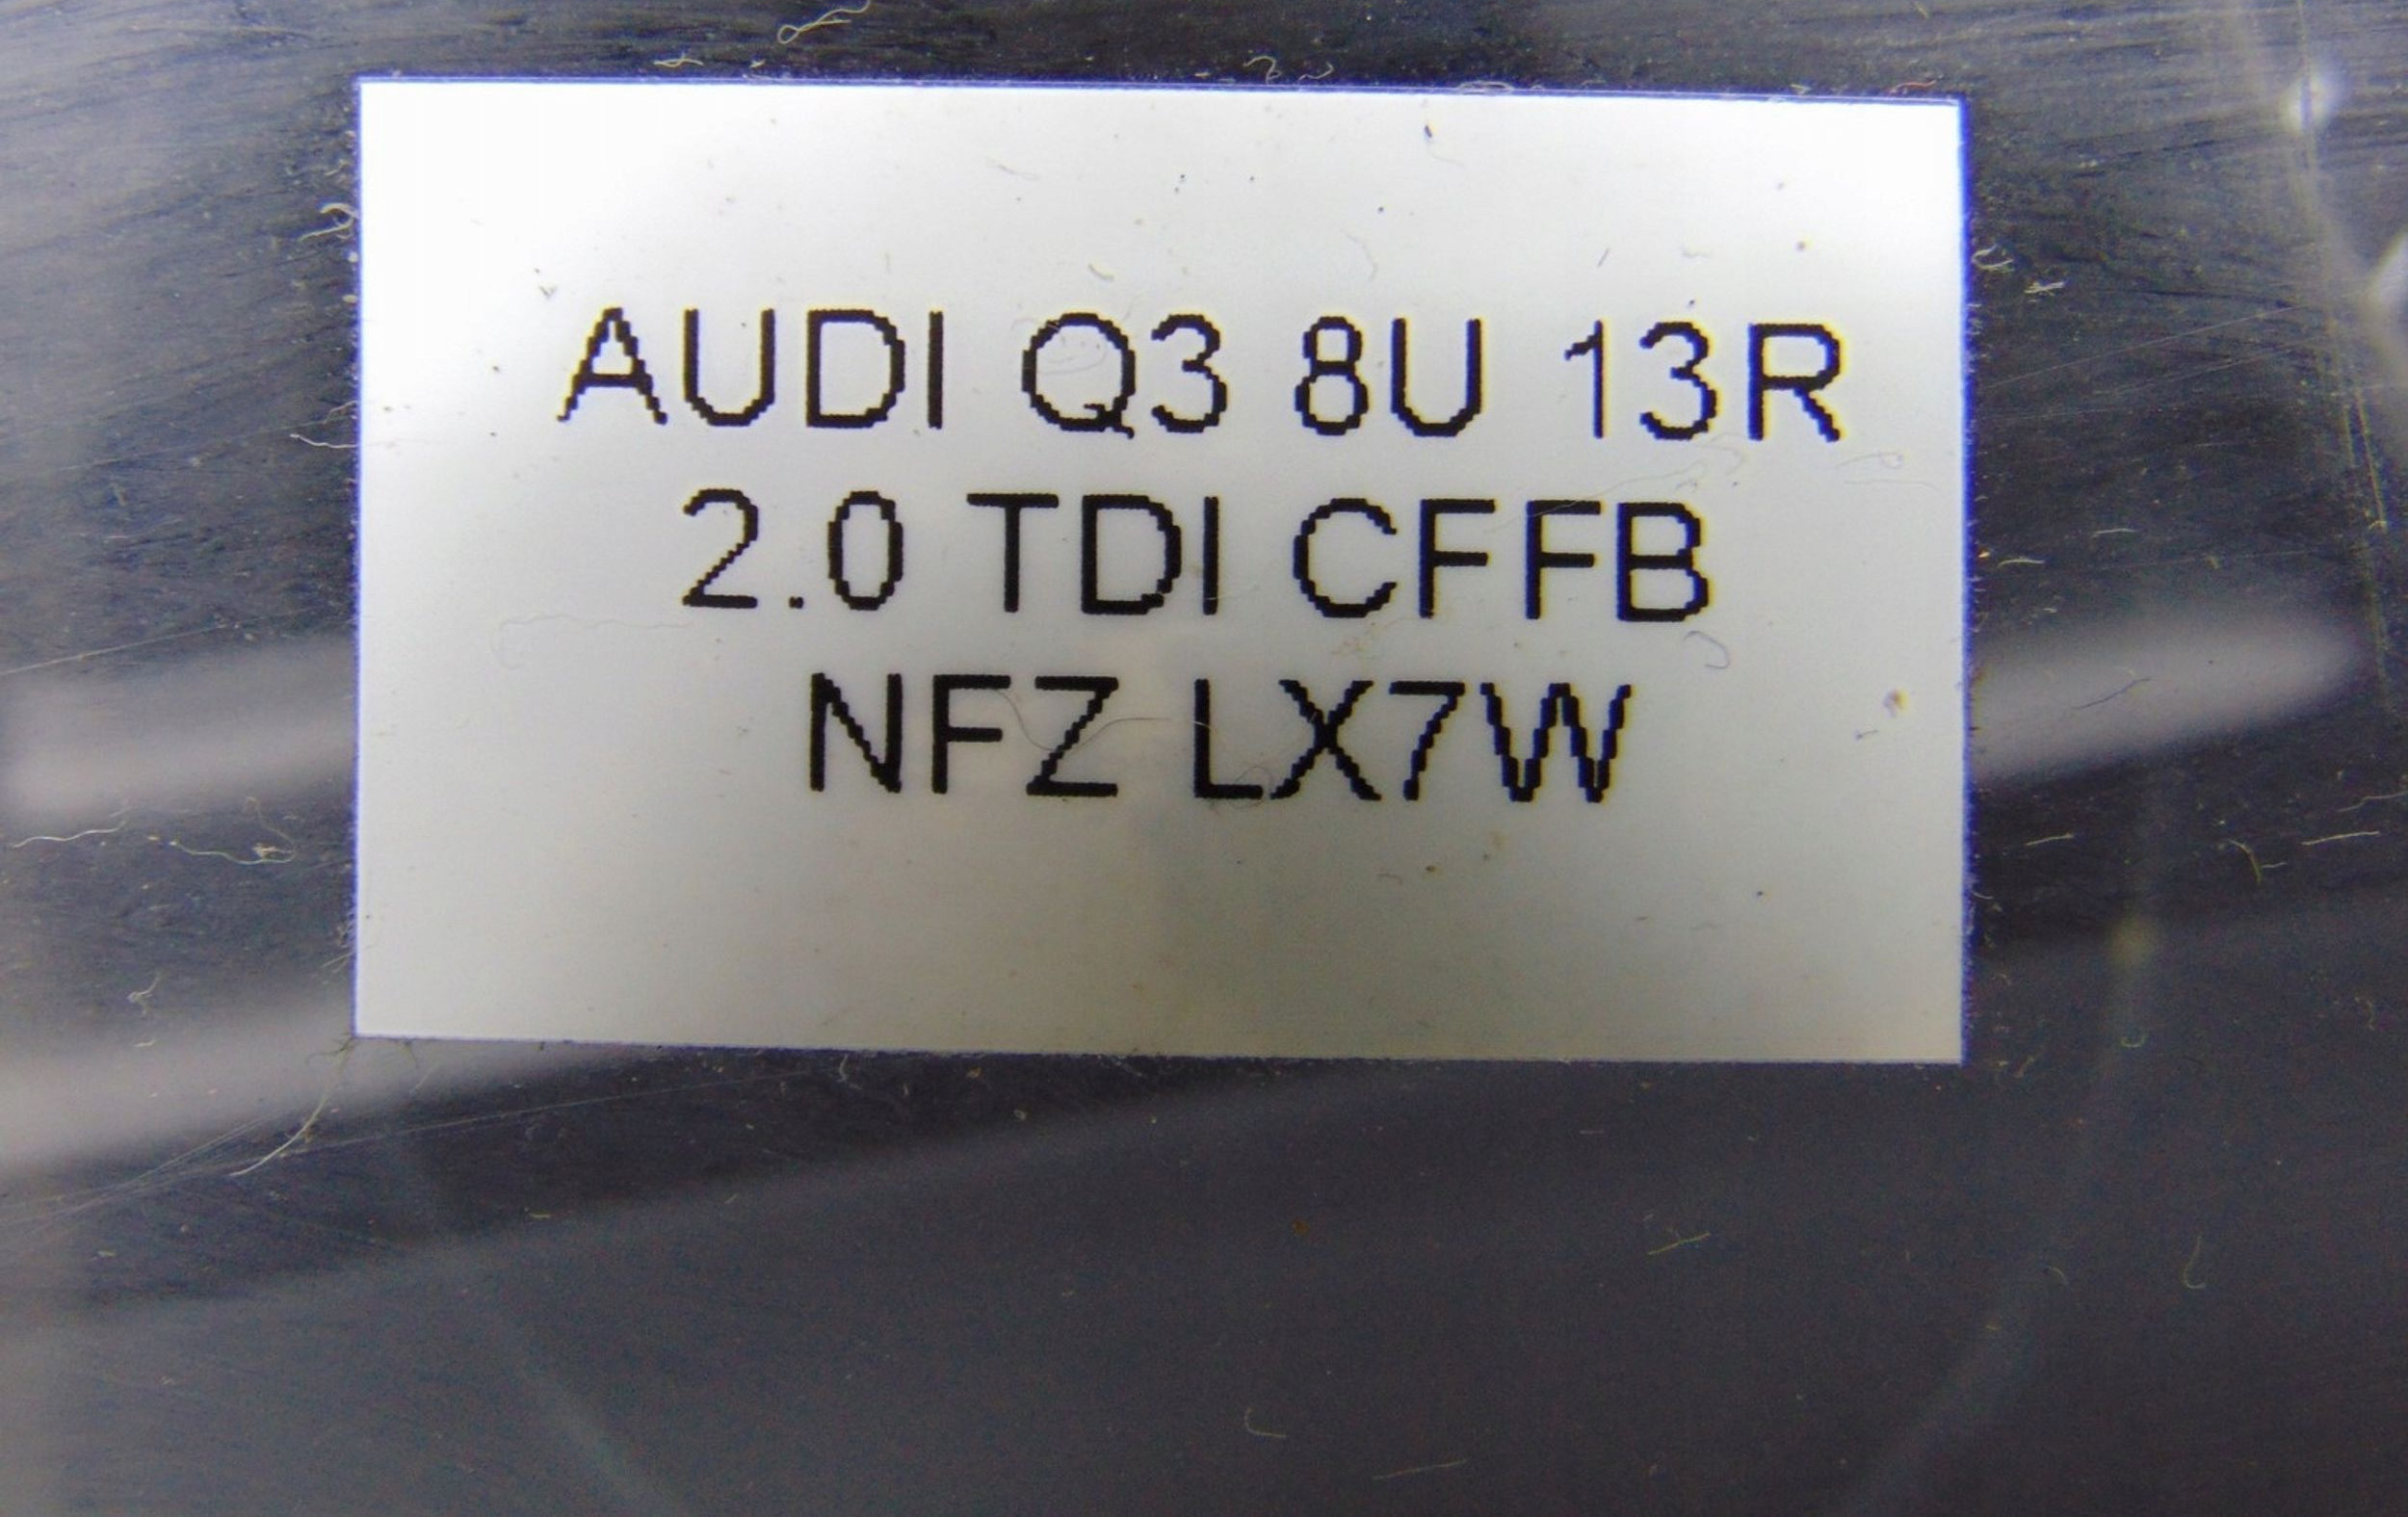 AUDI Q3 8U 13R
2.0 TDI CFFB
NFZ LX7W